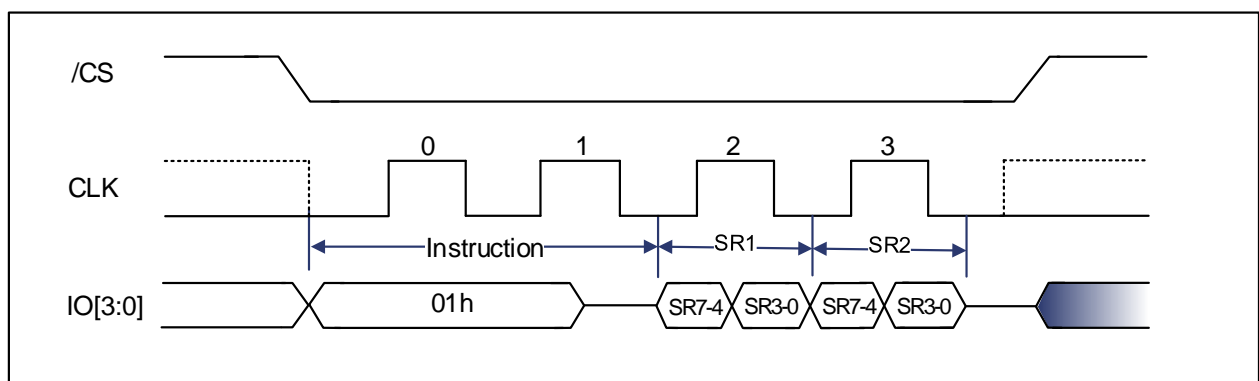 /CS
0 1 2 3
CLK
Instruction SR1 SR2
IO[3:0] 01h SR7-4 SR3-0 SR7-4 SR3-0